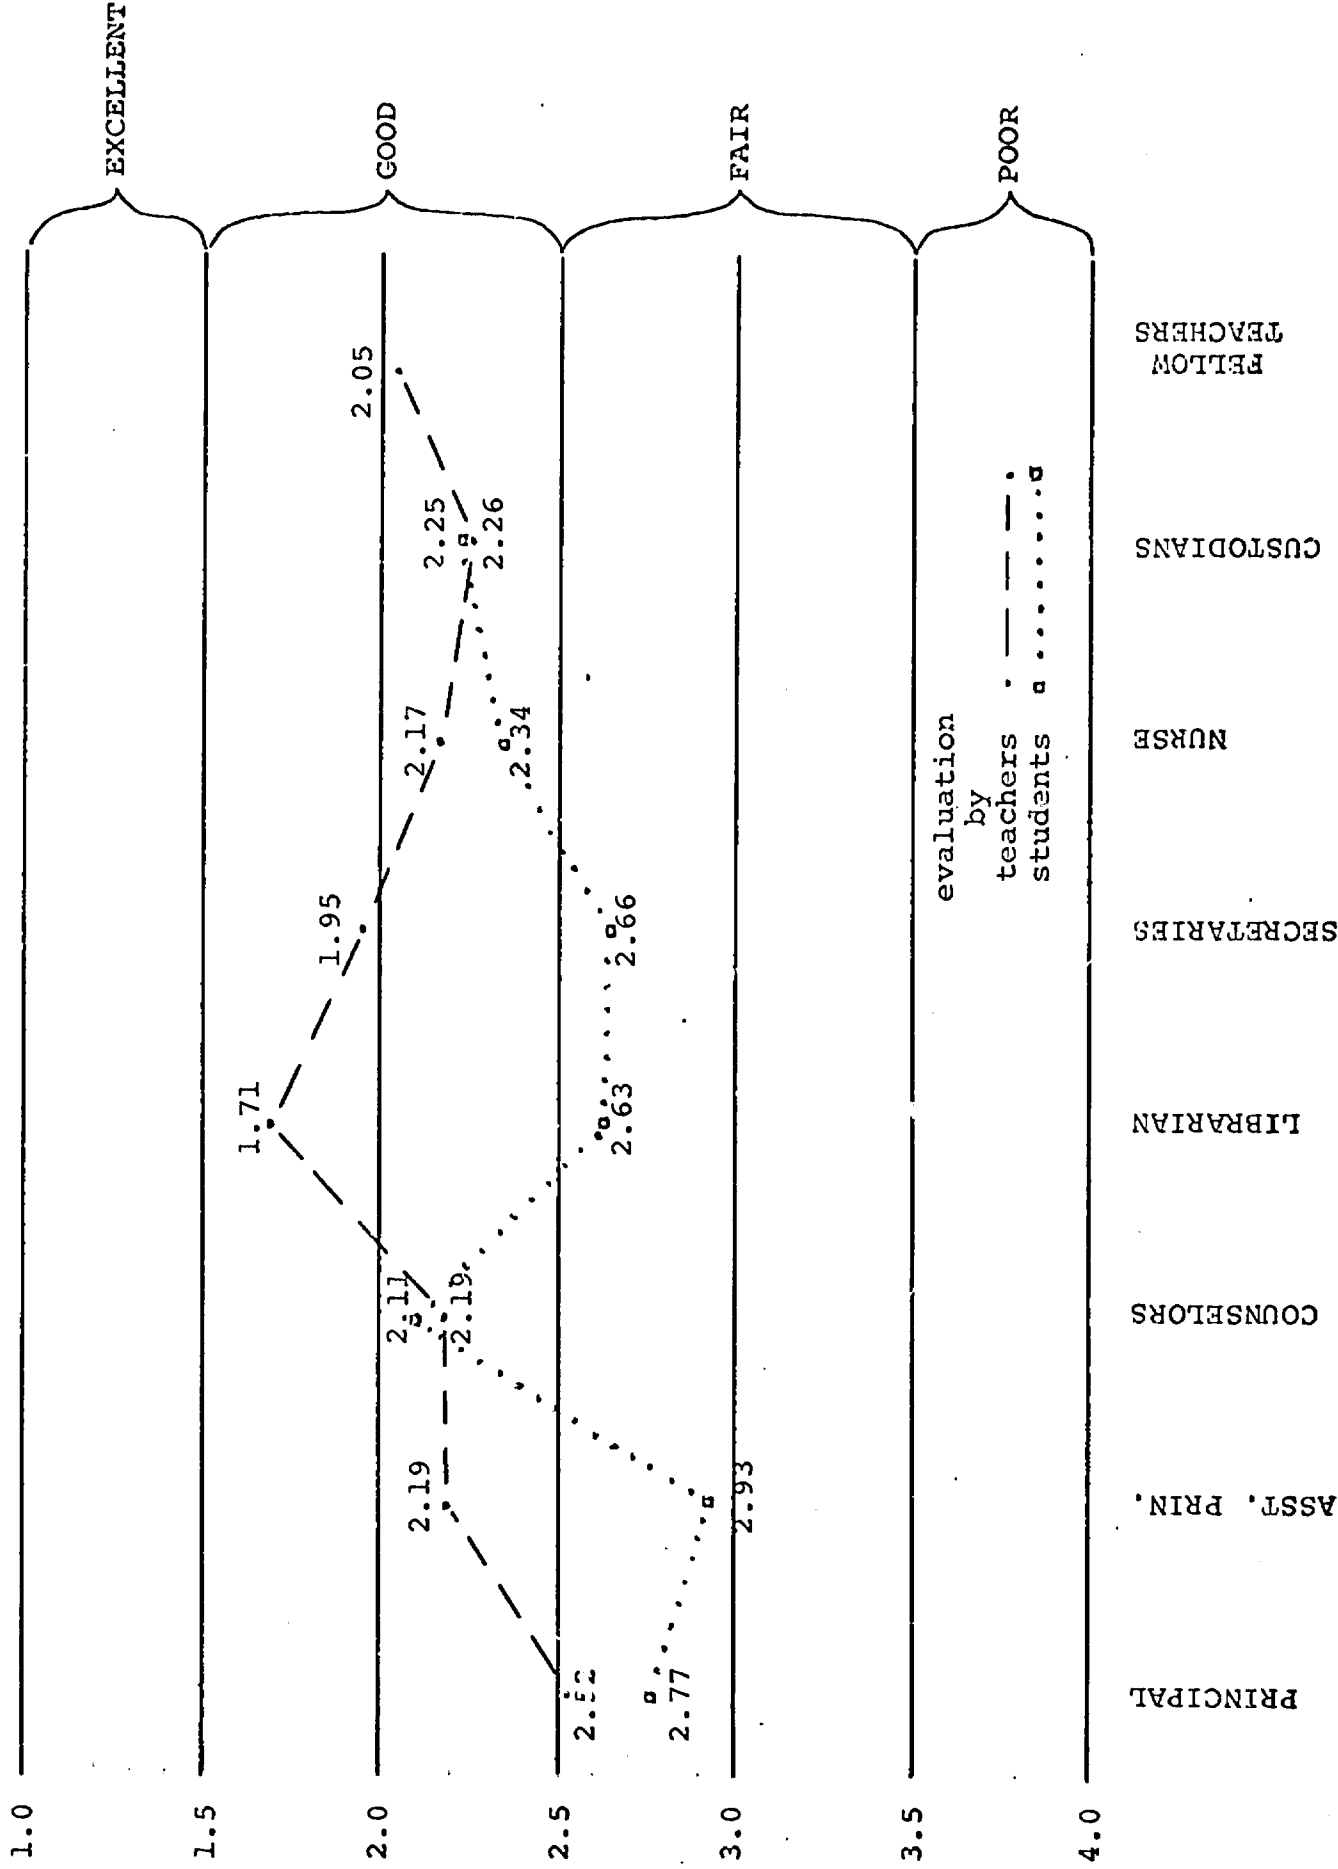 EXCELLENT
GOOD
FAIR
POOR
1.0
1.5
2.0
2.5
3.0
3.5
4.0
2.52
2.19
2.11
2.19
1.71
1.95
2.17
2.25
2.26
2.05
2.77
2.93
2.63
2.66
2.34
evaluation
by
teachers
students
PRINCIPAL
ASST. PRIN.
COUNSELORS
LIBRARIAN
SECRETARIES
NURSE
CUSTODIANS
FELLOW
TEACHERS